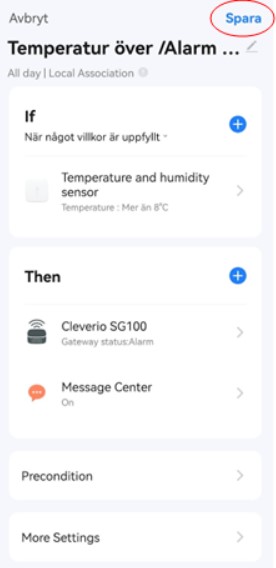 Avbryt
Spara
Temperatur över /Alarm ...
All day | Local Association
If
När något villkor är uppfyllt
Temperature and humidity
sensor
Temperature : Mer än 8°C
Then
Cleverio SG100
Gateway status:Alarm
Message Center
On
Precondition
More Settings